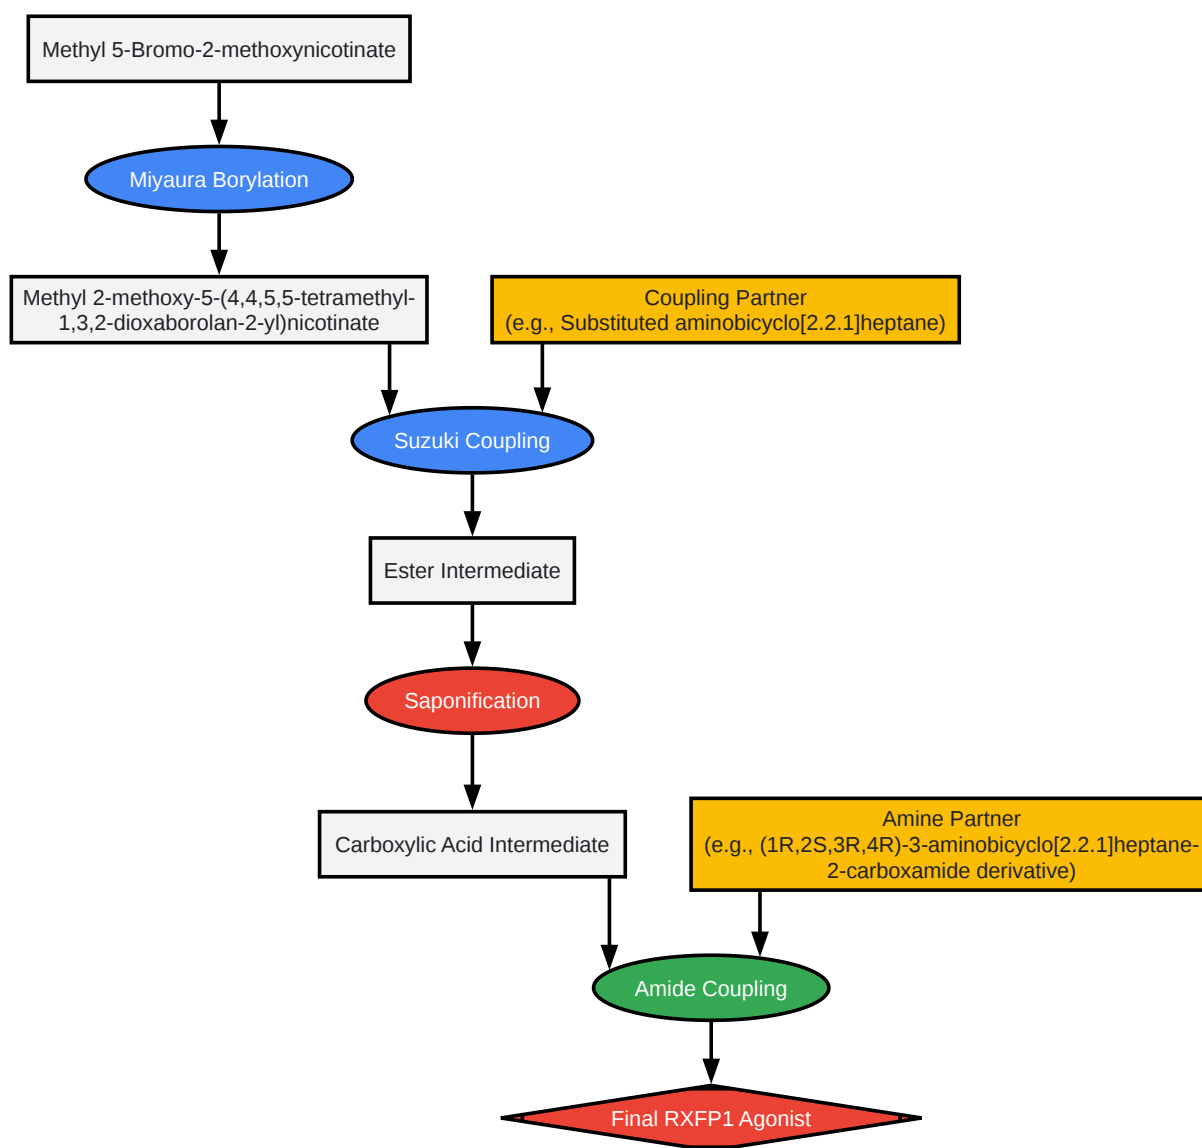 Methyl 5-Bromo-2-methoxynicotinate
Miyaura Borylation
Methyl 2-methoxy-5-(4,4,5,5-tetramethyl-
1,3,2-dioxaborolan-2-yl)nicotinate
Coupling Partner
(e.g., Substituted aminobicyclo[2.2.1]heptane)
Suzuki Coupling
Ester Intermediate
Saponification
Carboxylic Acid Intermediate
Amine Partner
(e.g., (1R,2S,3R,4R)-3-aminobicyclo[2.2.1]heptane-
2-carboxamide derivative)
Amide Coupling
Final RXFP1 Agonist